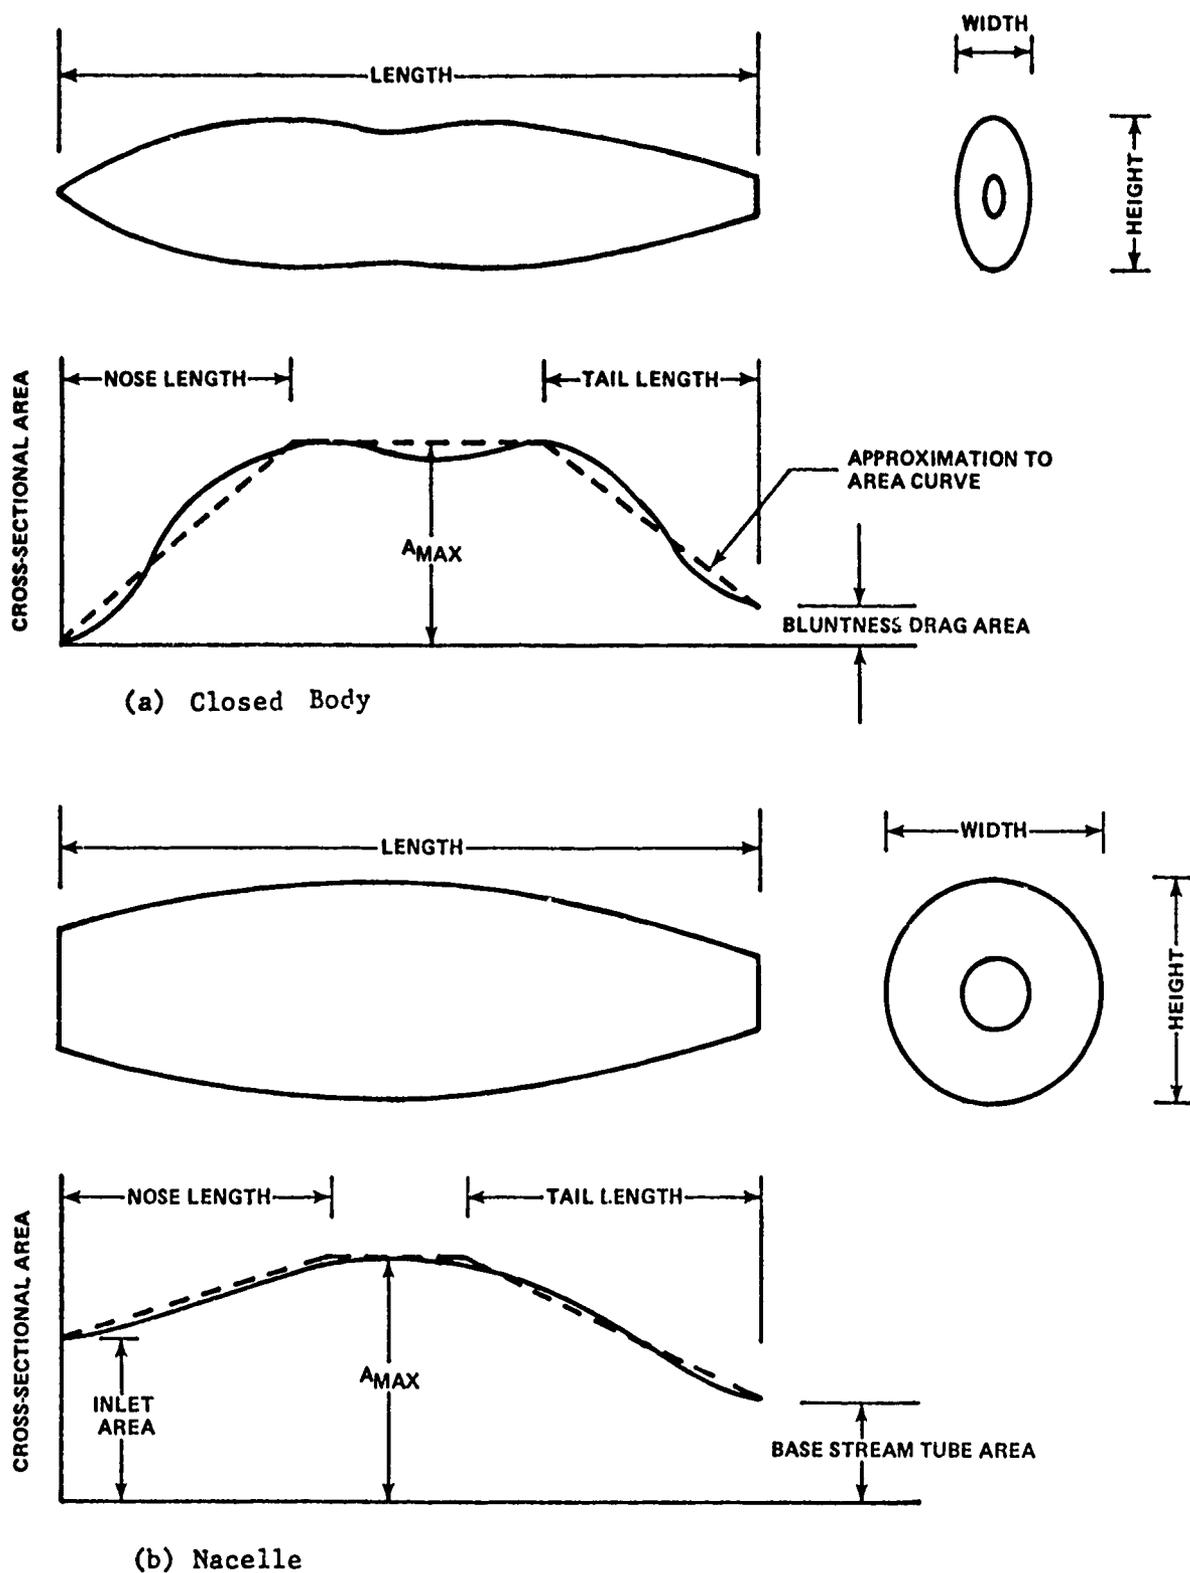 WIDTH
LENGTH
HEIGHT
NOSE LENGTH
TAIL LENGTH
CROSS-SECTIONAL AREA
APPROXIMATION TO
AREA CURVE
AMAX
BLUNTNESS DRAG AREA
(a) Closed Body
LENGTH
WIDTH
HEIGHT
NOSE LENGTH
TAIL LENGTH
CROSS-SECTIONAL AREA
AMAX
INLET
AREA
BASE STREAM TUBE AREA
(b) Nacelle